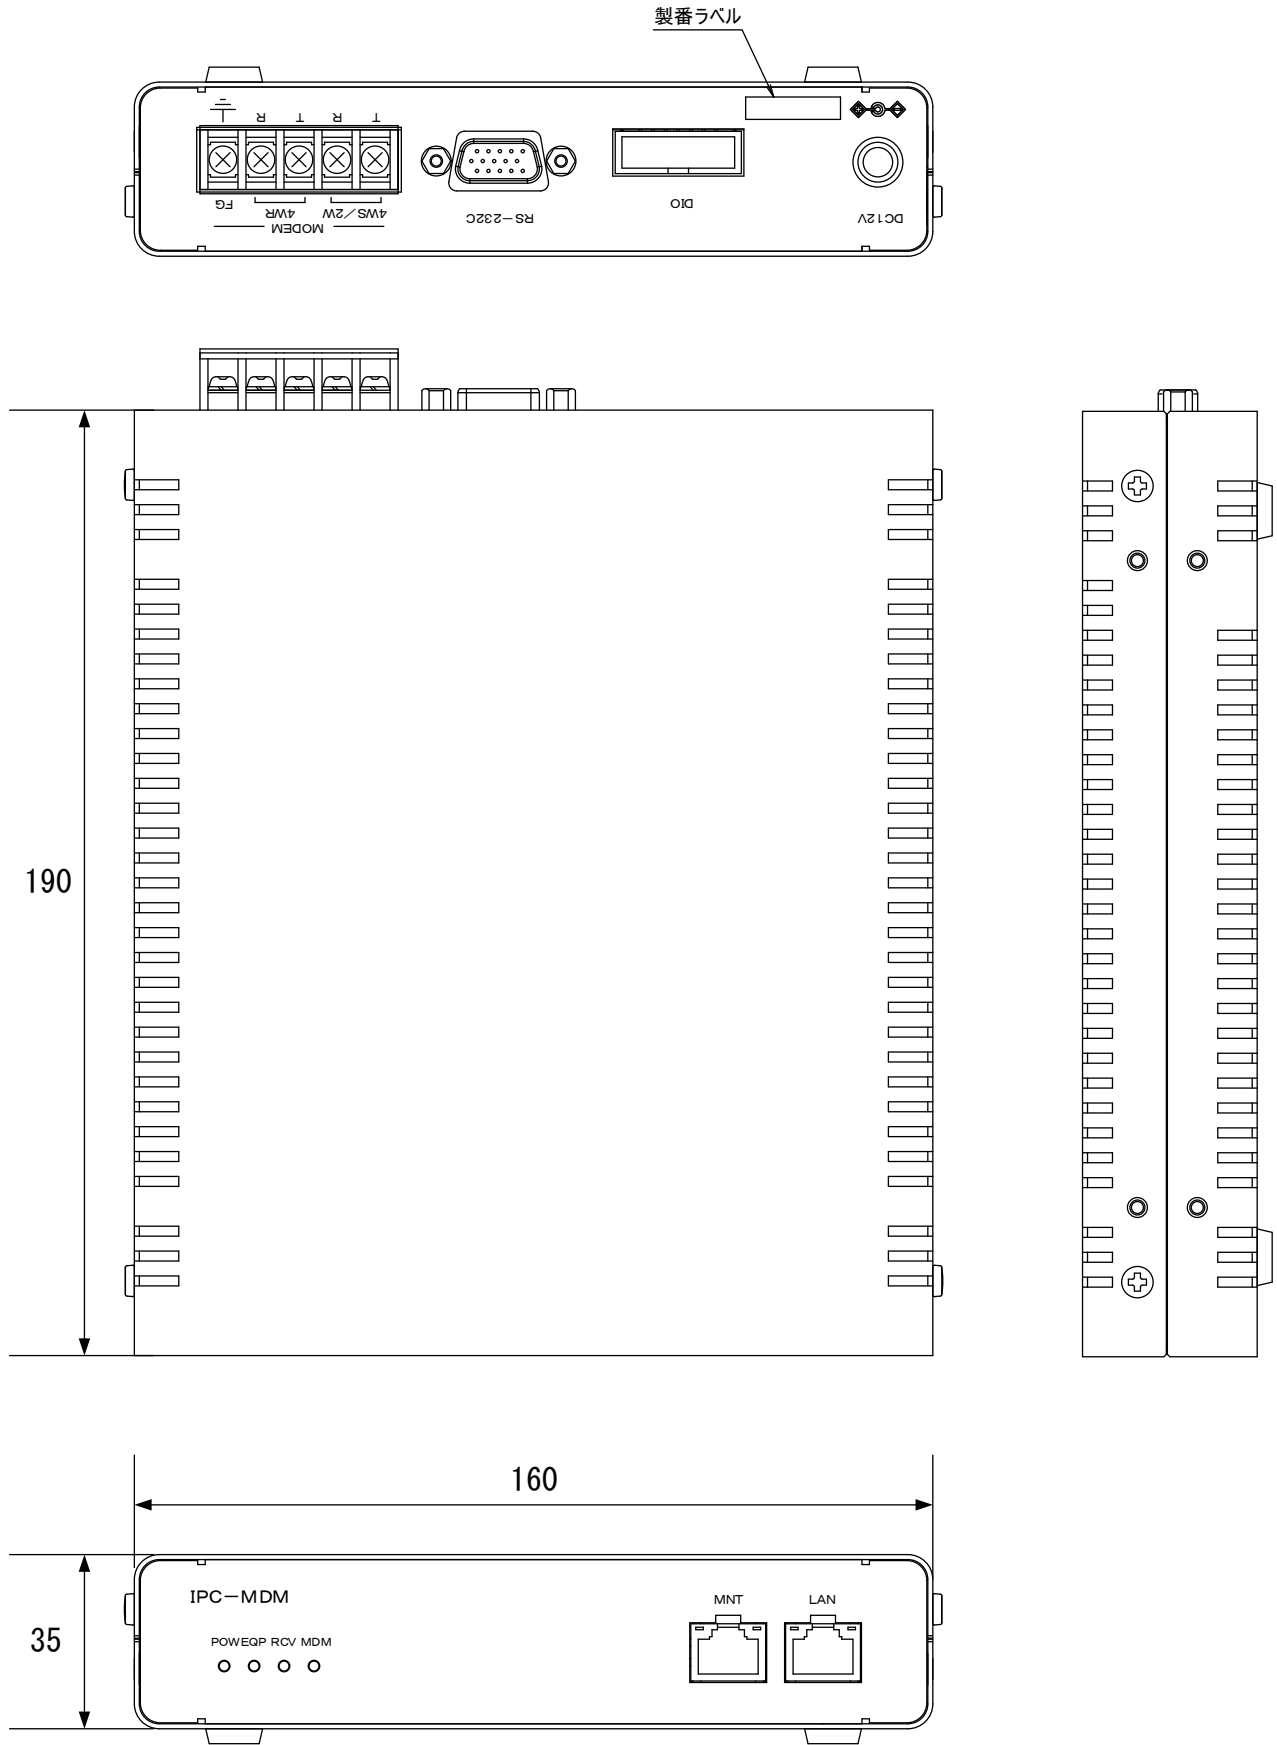 製番ラベル
R T R T
FG 4WR 4WS/2W
MODEM
RS-232C
DIO
DC12V
190
160
35
IPC-MDM
POWEQP RCV MDM
MNT
LAN